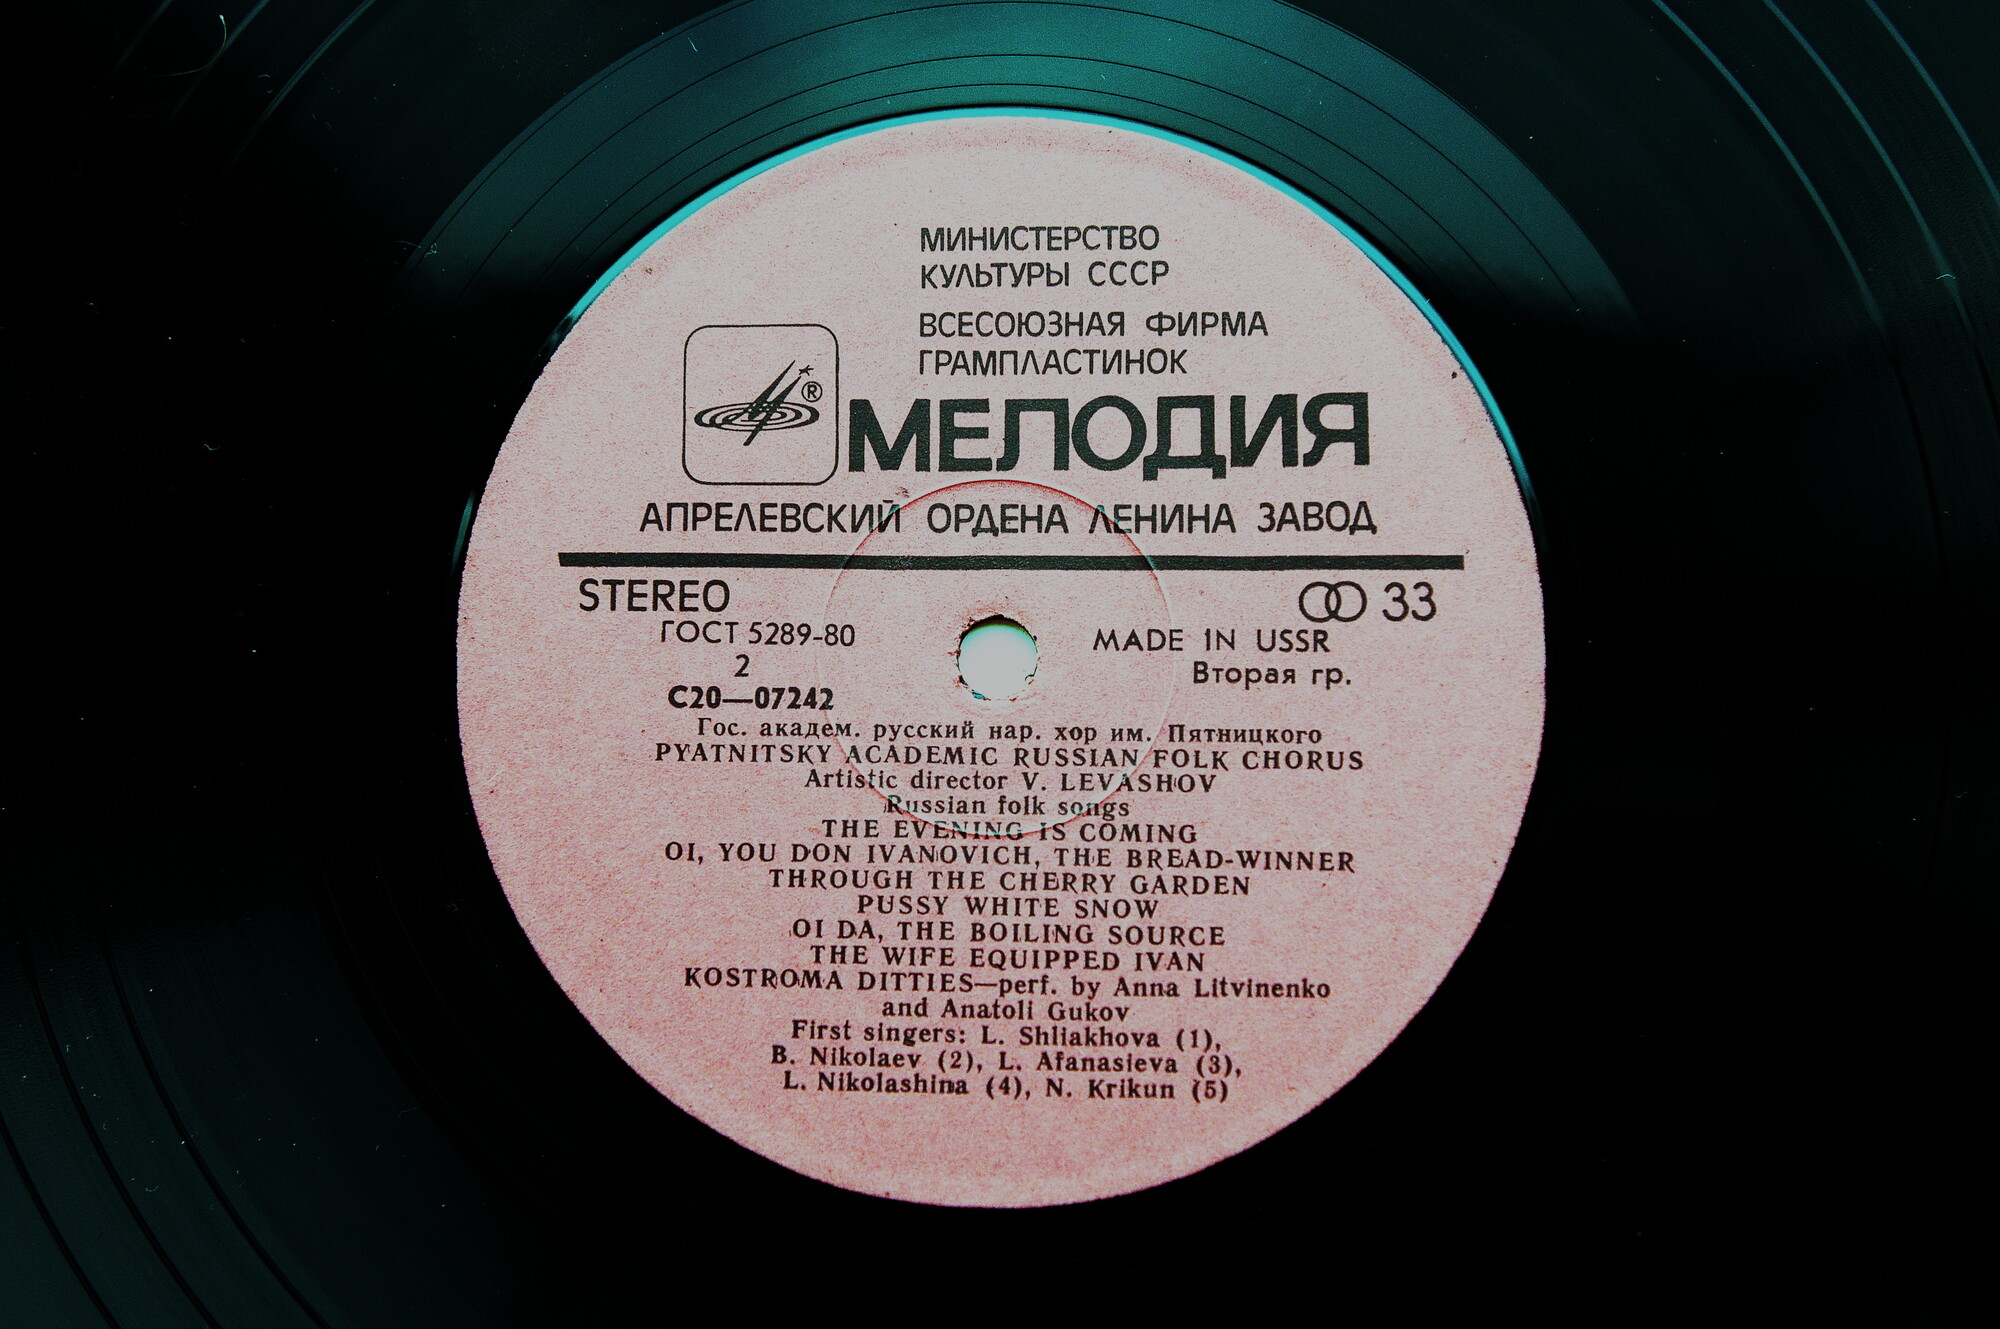 МИНИСТЕРСТВО
КУЛЬТУРЫ СССР
ВСЕСОЮЗНАЯ ФИРМА
ГРАМПЛАСТИНОК
®
МЕЛОДИЯ
АПРЕЛЕВСКИЙ ОРДЕНА ЛЕНИНА ЗАВОД
STEREO
33
ГОСТ 5289-80
MADE IN USSR
2
Вторая гр.
С20—07242
Гос. академ. русский нар. хор им. Пятницкого
PYATNITSKY ACADEMIC RUSSIAN FOLK CHORUS
Artistic director V. LEVASHOV
Russian folk songs
THE EVENING IS COMING
OI, YOU DON IVANOVICH, THE BREAD-WINNER
THROUGH THE CHERRY GARDEN
PUSSY WHITE SNOW
OI DA, THE BOILING SOURCE
THE WIFE EQUIPPED IVAN
KOSTROMA DITTIES—perf. by Anna Litvinenko
and Anatoli Gukov
First singers: L. Shliakhova (1),
B. Nikolaev (2), L. Afanasieva (3),
L. Nikolashina (4), N. Krikun (5)